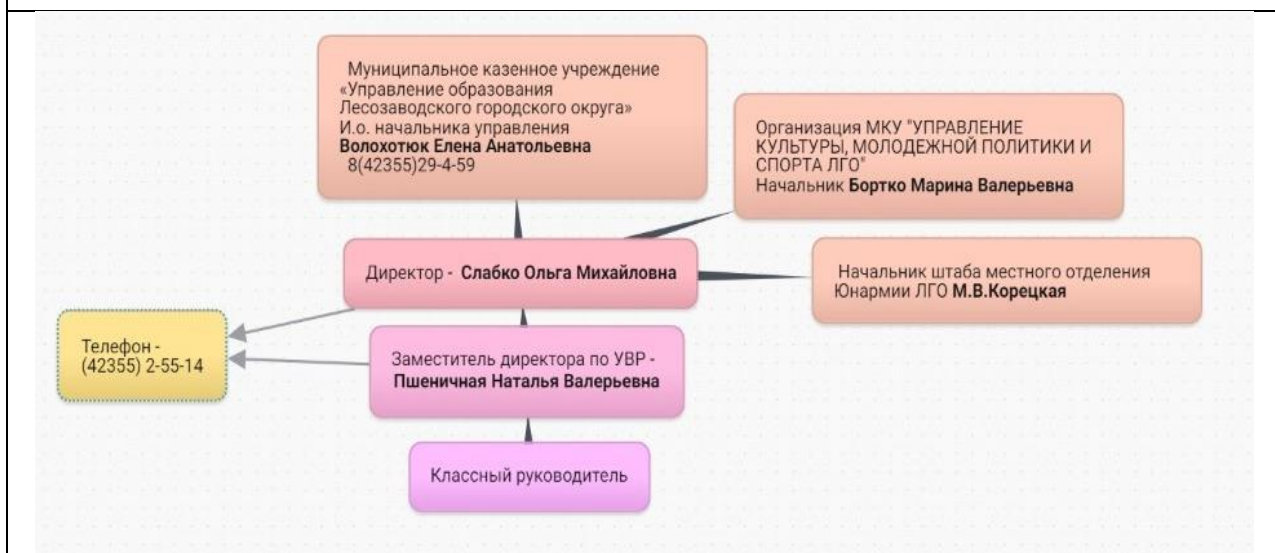 Муниципальное казенное учреждение
«Управление образования
Лесозаводского городского округа»
И.о. начальника управления
Волохотюк Елена Анатольевна
8(42355)29-4-59
Организация МКУ "УПРАВЛЕНИЕ
КУЛЬТУРЫ, МОЛОДЕЖНОЙ ПОЛИТИКИ И
СПОРТА ЛГО"
Начальник Бортко Марина Валерьевна
Директор - Слабко Ольга Михайловна
Начальник штаба местного отделения
Юнармии ЛГО М.В.Корецкая
Телефон -
(42355) 2-55-14
Заместитель директора по УВР -
Пшеничная Наталья Валерьевна
Классный руководитель